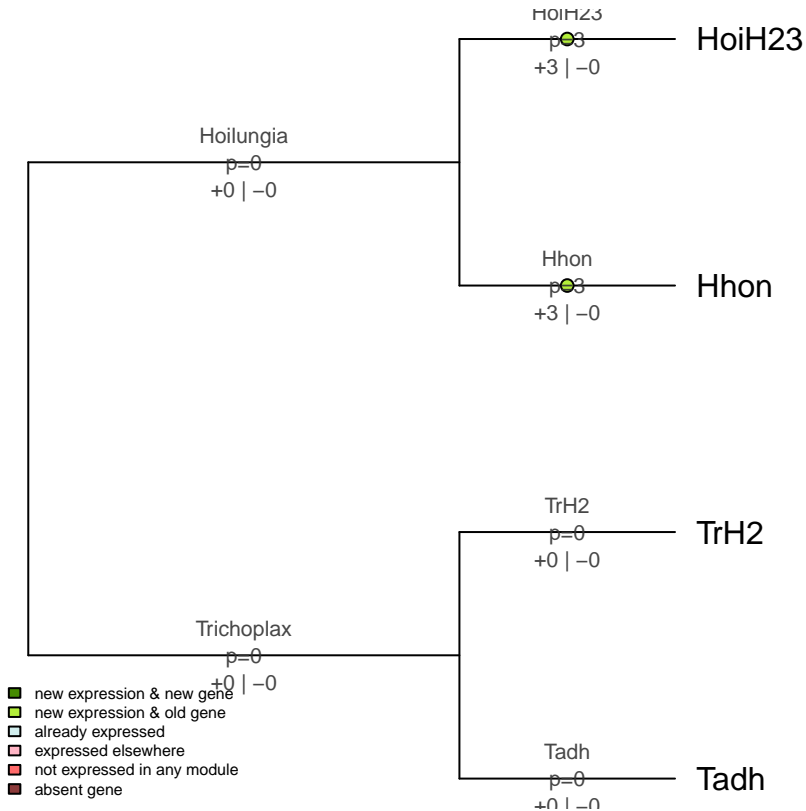 HoiH23
p=3
+3 | −0
HoiH23
Hoilungia
p=0
+0 | −0
Hhon
p=3
+3 | −0
Hhon
TrH2
p=0
+0 | −0
TrH2
Trichoplax
p=0
+0 | −0
new expression & new gene
new expression & old gene
already expressed
expressed elsewhere
not expressed in any module
absent gene
Tadh
p=0
+0 | −0
Tadh